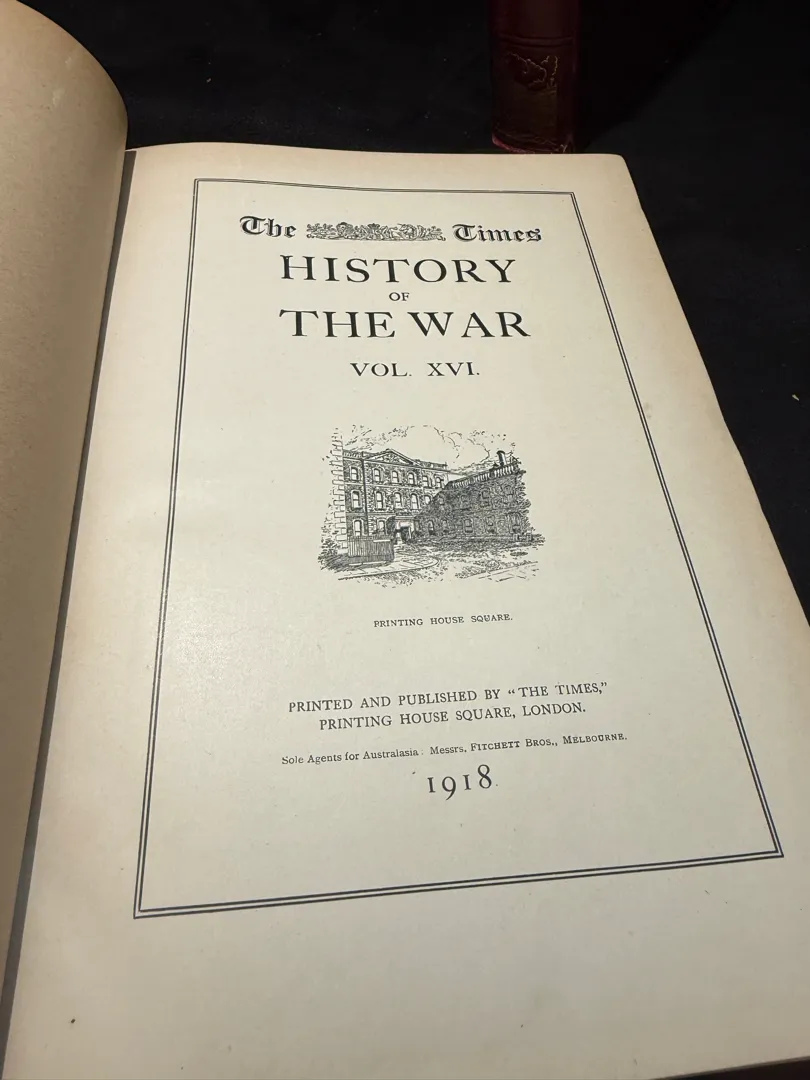 The Times
HISTORY
OF
THE WAR
VOL. XVI.
PRINTING HOUSE SQUARE.
PRINTED AND PUBLISHED BY "THE TIMES,"
PRINTING HOUSE SQUARE, LONDON.
Sole Agents for Australasia: Messrs. FITCHETT BROS., MELBOURNE.
1918.